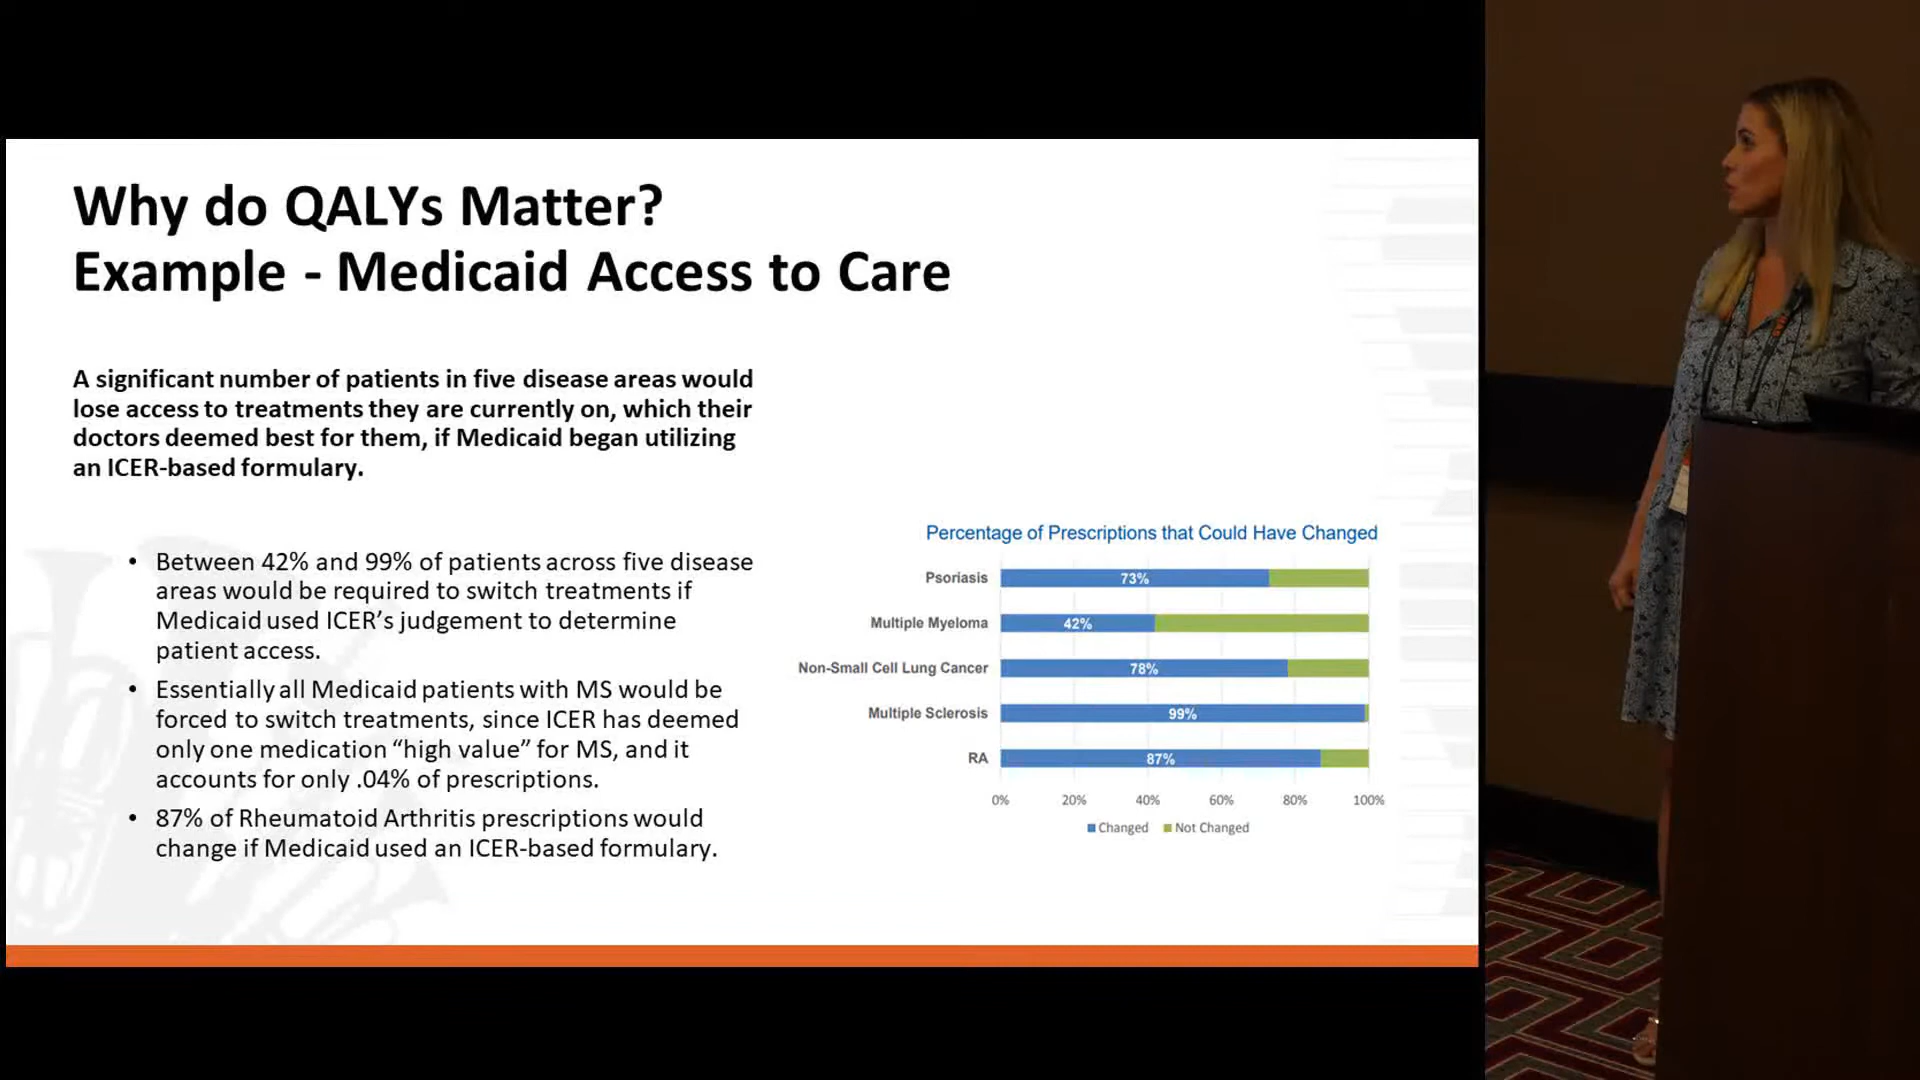 Why do QALYs Matter?
Example - Medicaid Access to Care
A significant number of patients in five disease areas would
lose access to treatments they are currently on, which their
doctors deemed best for them, if Medicaid began utilizing
an ICER-based formulary.
• Between 42% and 99% of patients across five disease
areas would be required to switch treatments if
Medicaid used ICER’s judgement to determine
patient access.
• Essentially all Medicaid patients with MS would be
forced to switch treatments, since ICER has deemed
only one medication “high value” for MS, and it
accounts for only .04% of prescriptions.
• 87% of Rheumatoid Arthritis prescriptions would
change if Medicaid used an ICER-based formulary.
Percentage of Prescriptions that Could Have Changed
Psoriasis 73%
Multiple Myeloma 42%
Non-Small Cell Lung Cancer 78%
Multiple Sclerosis 99%
RA 87%
0% 20% 40% 60% 80% 100%
Changed Not Changed